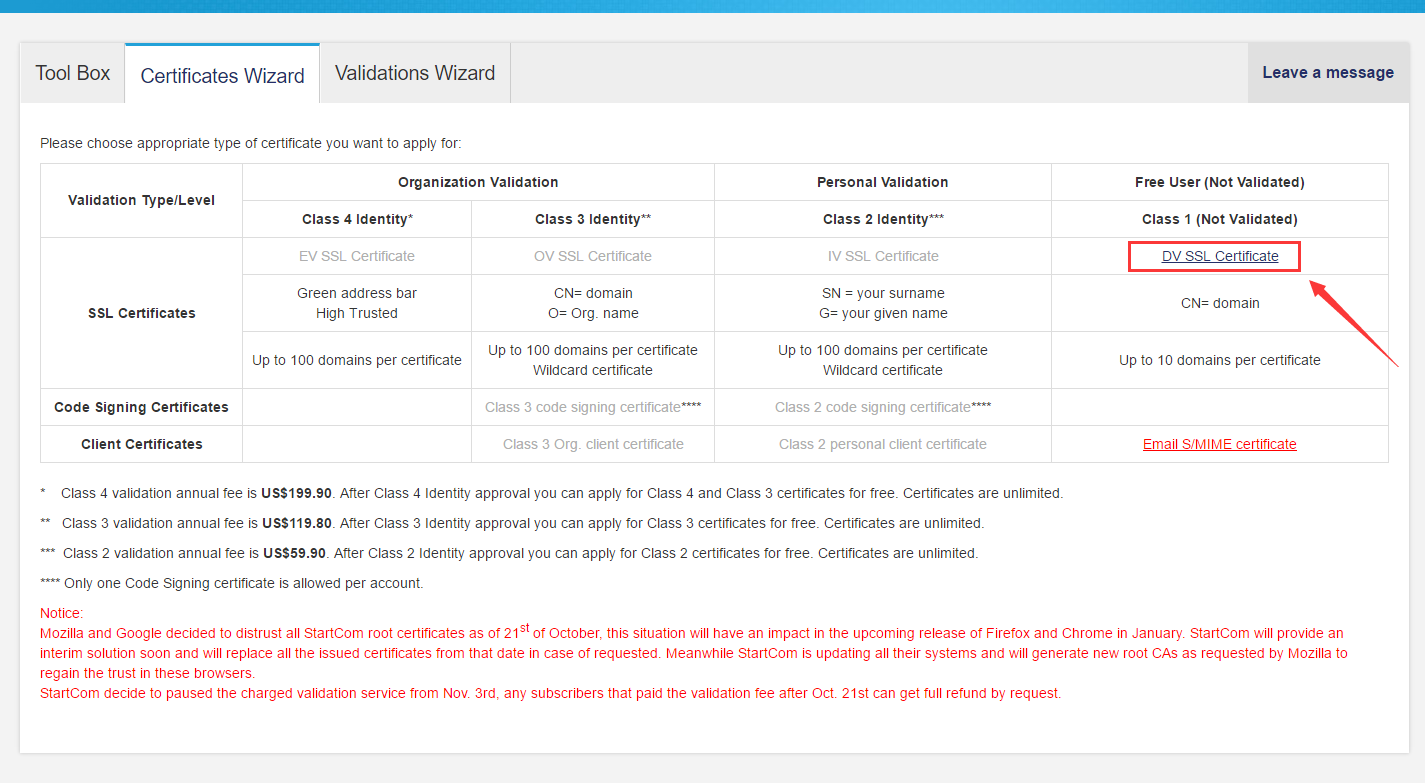 Tool Box
Certificates Wizard
Validations Wizard
Leave a message
Please choose appropriate type of certificate you want to apply for:
Validation Type/Level
Organization Validation
Personal Validation
Free User (Not Validated)
Class 4 Identity*
Class 3 Identity**
Class 2 Identity***
Class 1 (Not Validated)
SSL Certificates
EV SSL Certificate
OV SSL Certificate
IV SSL Certificate
DV SSL Certificate
Green address bar
High Trusted
CN= domain
O= Org. name
SN = your surname
G= your given name
CN= domain
Up to 100 domains per certificate
Up to 100 domains per certificate
Wildcard certificate
Up to 100 domains per certificate
Wildcard certificate
Up to 10 domains per certificate
Code Signing Certificates
Class 3 code signing certificate****
Class 2 code signing certificate****
Client Certificates
Class 3 Org. client certificate
Class 2 personal client certificate
Email S/MIME certificate
* Class 4 validation annual fee is US$199.90. After Class 4 Identity approval you can apply for Class 4 and Class 3 certificates for free. Certificates are unlimited.
** Class 3 validation annual fee is US$119.80. After Class 3 Identity approval you can apply for Class 3 certificates for free. Certificates are unlimited.
*** Class 2 validation annual fee is US$59.90. After Class 2 Identity approval you can apply for Class 2 certificates for free. Certificates are unlimited.
**** Only one Code Signing certificate is allowed per account.
Notice:
Mozilla and Google decided to distrust all StartCom root certificates as of 21st of October, this situation will have an impact in the upcoming release of Firefox and Chrome in January. StartCom will provide an
interim solution soon and will replace all the issued certificates from that date in case of requested. Meanwhile StartCom is updating all their systems and will generate new root CAs as requested by Mozilla to
regain the trust in these browsers.
StartCom decide to paused the charged validation service from Nov. 3rd, any subscribers that paid the validation fee after Oct. 21st can get full refund by request.